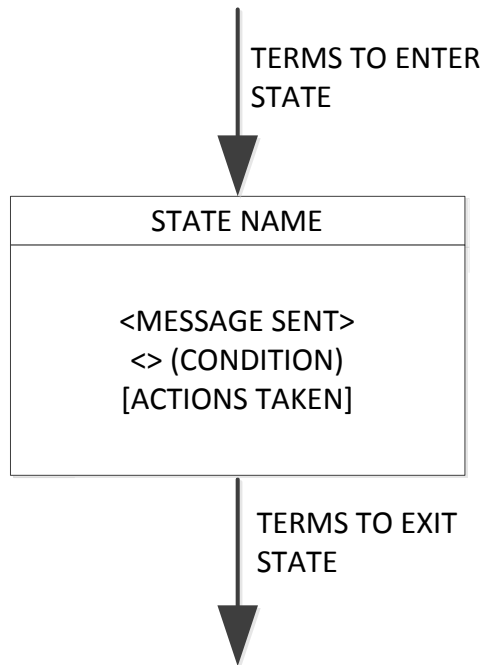 TERMS TO ENTER
STATE
STATE NAME
<MESSAGE SENT>
<> (CONDITION)
[ACTIONS TAKEN]
TERMS TO EXIT
STATE